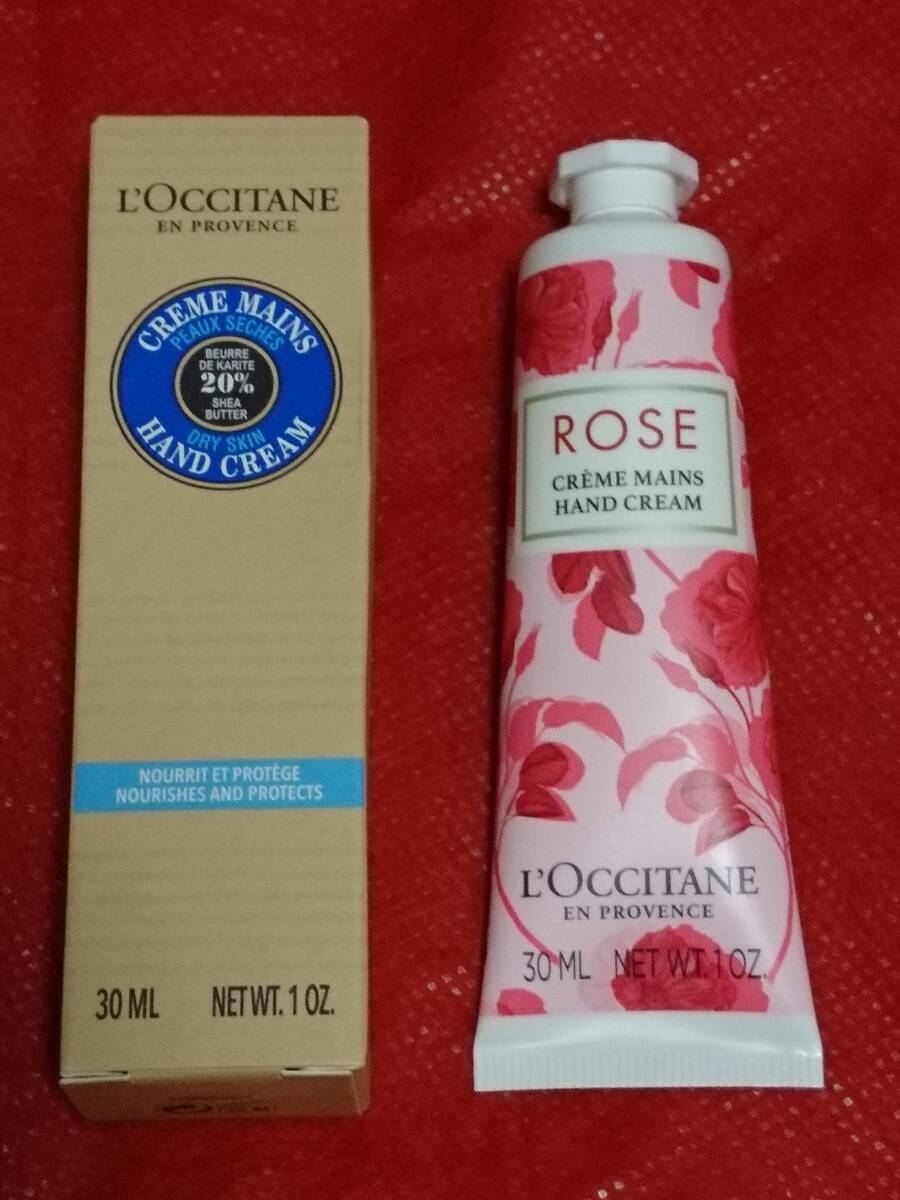 L'OCCITANE
EN PROVENCE
CREME MAINS
PEAUX SECHES
BEURRE
DE KARITE
20%
SHEA
BUTTER
DRY SKIN
HAND CREAM
NOURRIT ET PROTÈGE
NOURISHES AND PROTECTS
30 ML NET WT. 1 OZ.
ROSE
CRÈME MAINS
HAND CREAM
L'OCCITANE
EN PROVENCE
30 ML NET WT. 1 OZ.